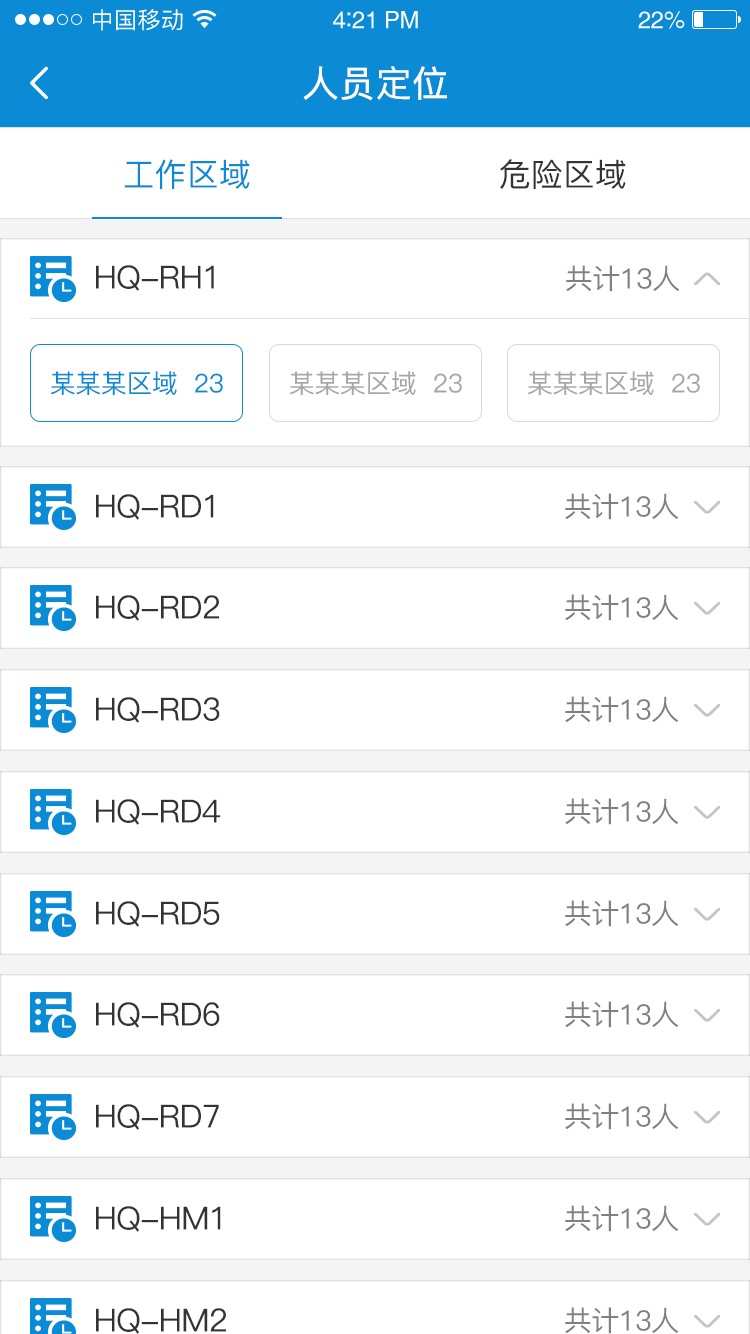 中国移动 4:21 PM 22%
人员定位
工作区域 危险区域
HQ–RH1 共计13人
某某某区域 23 某某某区域 23 某某某区域 23
HQ–RD1 共计13人
HQ–RD2 共计13人
HQ–RD3 共计13人
HQ–RD4 共计13人
HQ–RD5 共计13人
HQ–RD6 共计13人
HQ–RD7 共计13人
HQ–HM1 共计13人
HQ–HM2 共计13人